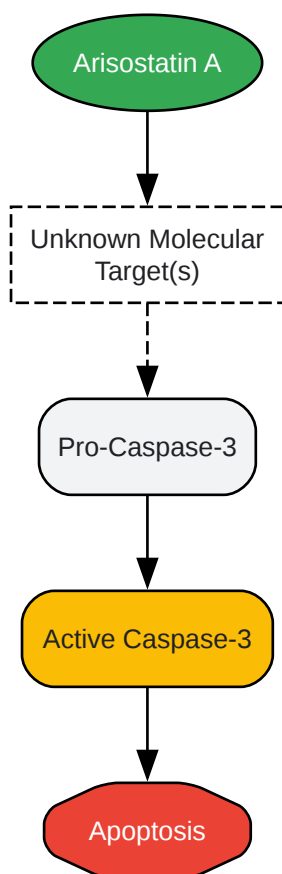 Arisostatin A
Unknown Molecular
Target(s)
Pro-Caspase-3
Active Caspase-3
Apoptosis